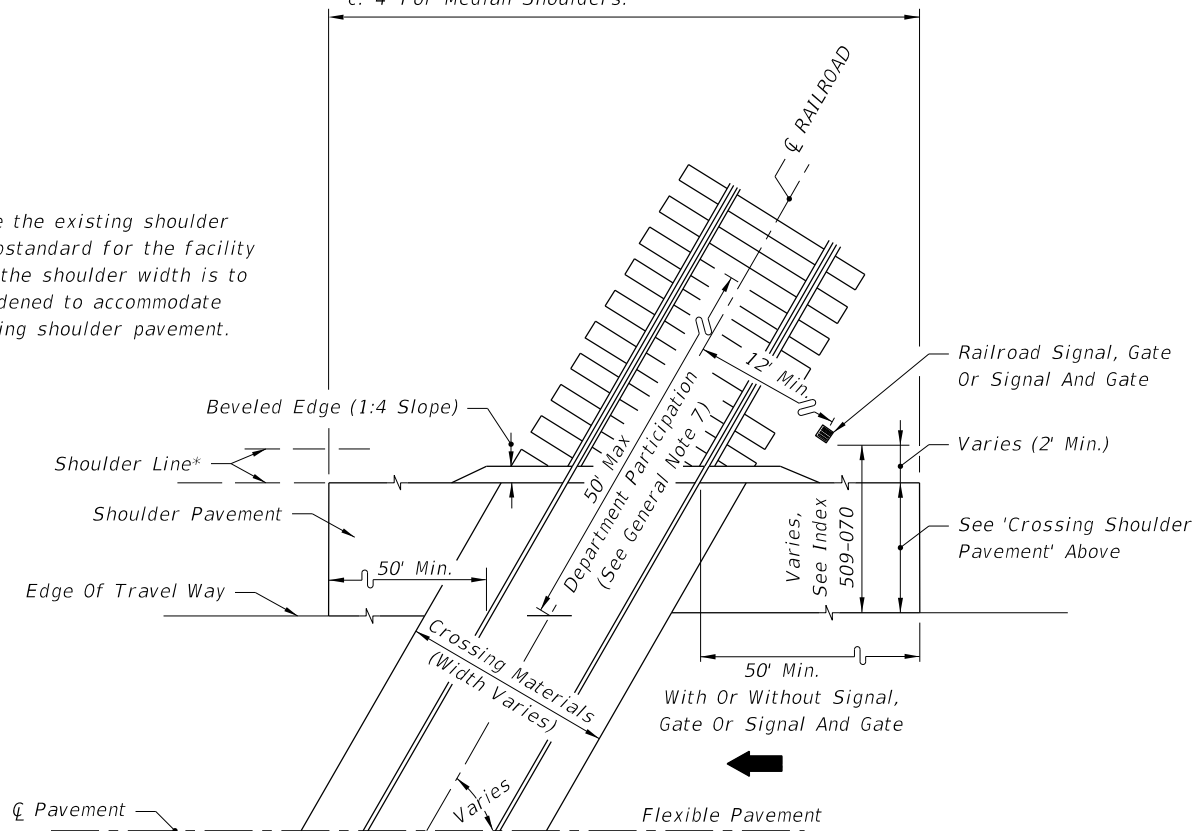 c. 4' For Median Shoulders.
℄ RAILROAD
e the existing shoulder
bstandard for the facility
the shoulder width is to
dened to accommodate
ing shoulder pavement.
12' Min.
Railroad Signal, Gate
Or Signal And Gate
Beveled Edge (1:4 Slope)
50' Max
Department Participation
(See General Note 7)
Varies (2' Min.)
Shoulder Line*
Shoulder Pavement
Varies,
See Index
509-070
See 'Crossing Shoulder
Pavement' Above
50' Min.
Edge Of Travel Way
Crossing Materials
(Width Varies)
50' Min.
With Or Without Signal,
Gate Or Signal And Gate
Varies
℄ Pavement
Flexible Pavement